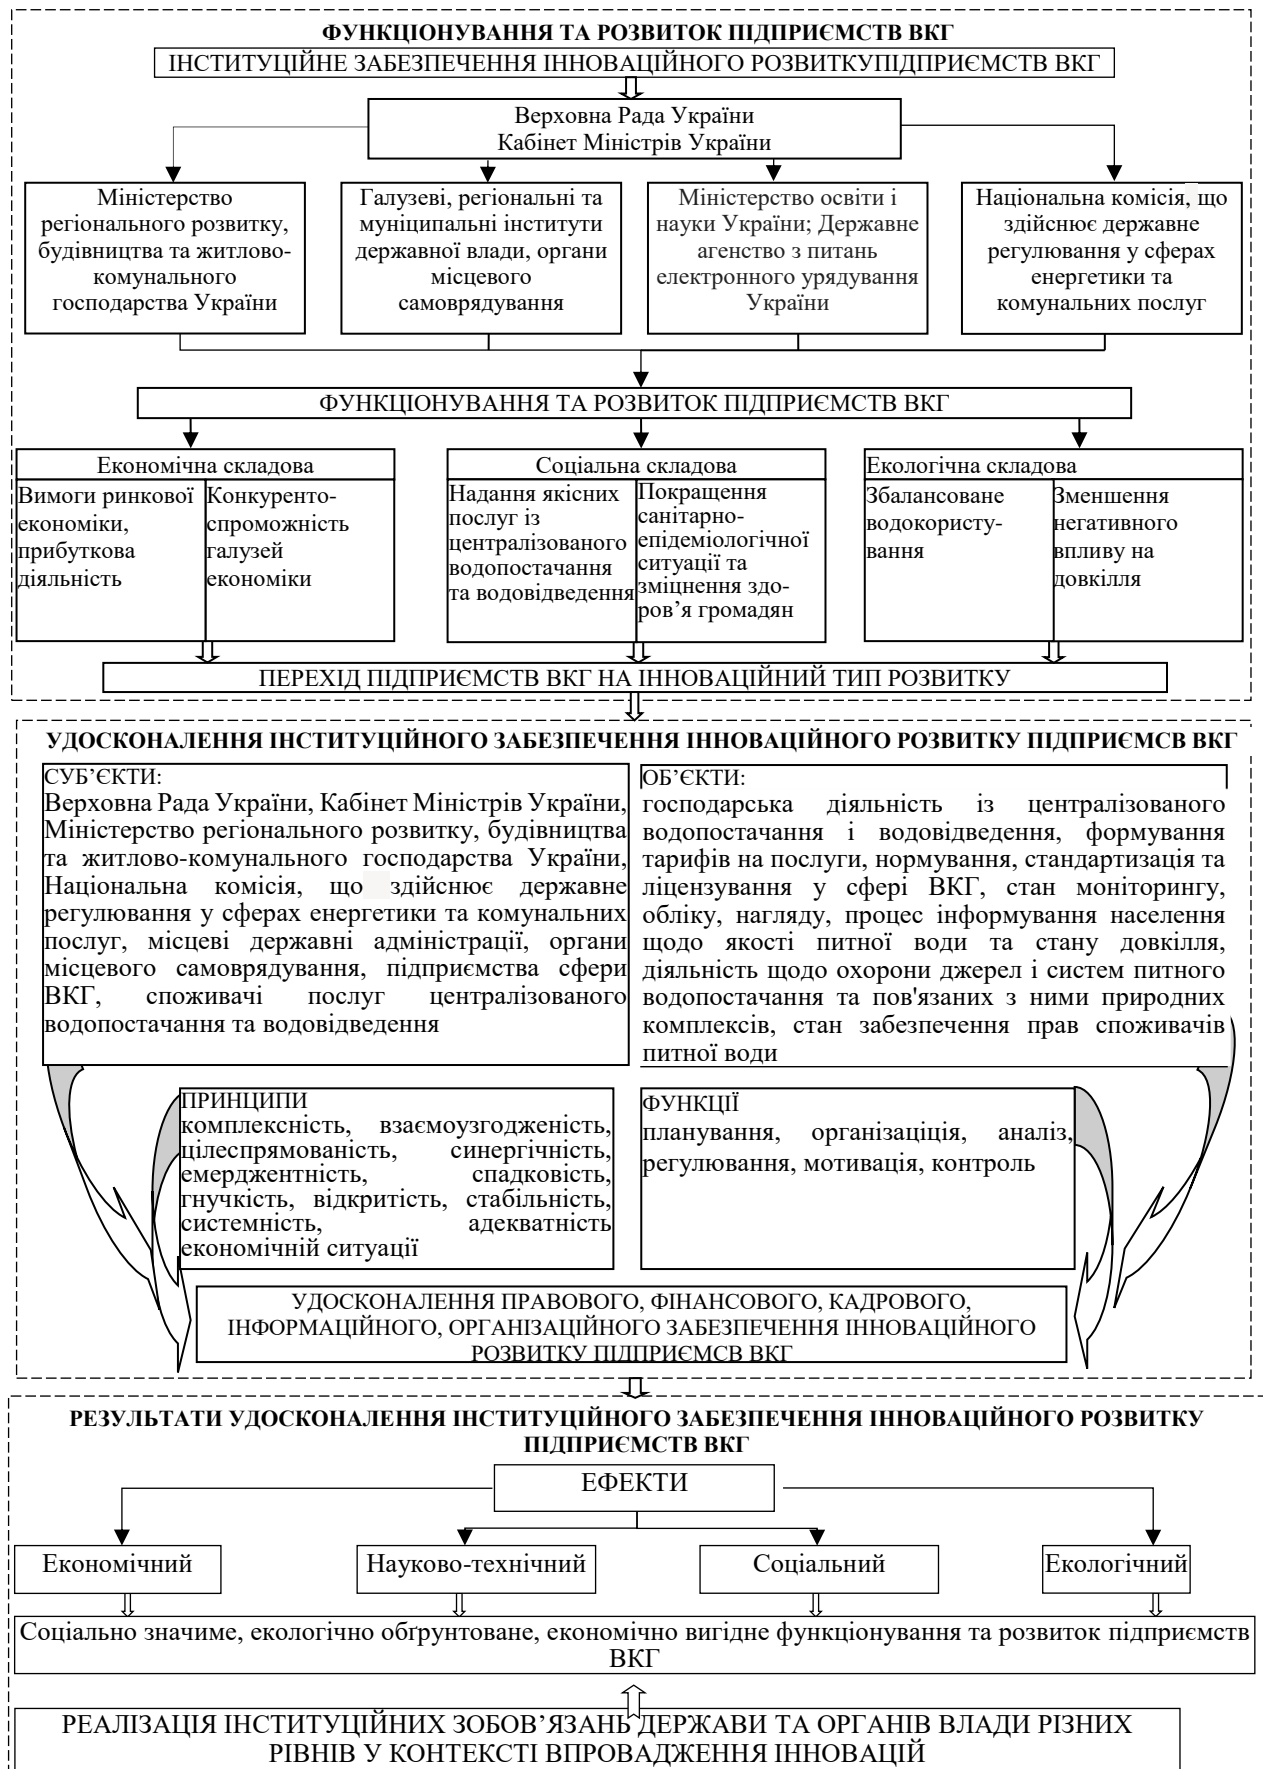 ФУНКЦІОНУВАННЯ ТА РОЗВИТОК ПІДПРИЄМСТВ ВКГ
ІНСТИТУЦІЙНЕ ЗАБЕЗПЕЧЕННЯ ІННОВАЦІЙНОГО РОЗВИТКУПІДПРИЄМСТВ ВКГ
Верховна Рада України
Кабінет Міністрів України
Міністерство
регіонального розвитку,
будівництва та житлово-
комунального
господарства України
Галузеві, регіональні та
муніципальні інститути
державної влади, органи
місцевого
самоврядування
Міністерство освіти і
науки України; Державне
агенство з питань
електронного урядування
України
Національна комісія, що
здійснює державне
регулювання у сферах
енергетики та
комунальних послуг
ФУНКЦІОНУВАННЯ ТА РОЗВИТОК ПІДПРИЄМСТВ ВКГ
Економічна складова
Вимоги ринкової
економіки,
прибуткова
діяльність
Конкуренто-
спроможність
галузей
економіки
Соціальна складова
Надання якісних
послуг із
централізованого
водопостачання
та водовідведення
Покращення
санітарно-
епідеміологічної
ситуації та
зміцнення здо-
ров’я громадян
Екологічна складова
Збалансоване
водокористу-
вання
Зменшення
негативного
впливу на
довкілля
ПЕРЕХІД ПІДПРИЄМСТВ ВКГ НА ІННОВАЦІЙНИЙ ТИП РОЗВИТКУ
УДОСКОНАЛЕННЯ ІНСТИТУЦІЙНОГО ЗАБЕЗПЕЧЕННЯ ІННОВАЦІЙНОГО РОЗВИТКУ ПІДПРИЄМСВ ВКГ
СУБ’ЄКТИ:
Верховна Рада України, Кабінет Міністрів України,
Міністерство регіонального розвитку, будівництва
та житлово-комунального господарства України,
Національна комісія, що здійснює державне
регулювання у сферах енергетики та комунальних
послуг, місцеві державні адміністрації, органи
місцевого самоврядування, підприємства сфери
ВКГ, споживачі послуг централізованого
водопостачання та водовідведення
ОБ’ЄКТИ:
господарська діяльність із централізованого
водопостачання і водовідведення, формування
тарифів на послуги, нормування, стандартизація та
ліцензування у сфері ВКГ, стан моніторингу,
обліку, нагляду, процес інформування населення
щодо якості питної води та стану довкілля,
діяльність щодо охорони джерел і систем питного
водопостачання та пов'язаних з ними природних
комплексів, стан забезпечення прав споживачів
питної води
ПРИНЦИПИ
комплексність, взаємоузгодженість,
цілеспрямованість, синергічність,
емерджентність, спадковість,
гнучкість, відкритість, стабільність,
системність, адекватність
економічній ситуації
ФУНКЦІЇ
планування, організаціція, аналіз,
регулювання, мотивація, контроль
УДОСКОНАЛЕННЯ ПРАВОВОГО, ФІНАНСОВОГО, КАДРОВОГО,
ІНФОРМАЦІЙНОГО, ОРГАНІЗАЦІЙНОГО ЗАБЕЗПЕЧЕННЯ ІННОВАЦІЙНОГО
РОЗВИТКУ ПІДПРИЄМСВ ВКГ
РЕЗУЛЬТАТИ УДОСКОНАЛЕННЯ ІНСТИТУЦІЙНОГО ЗАБЕЗПЕЧЕННЯ ІННОВАЦІЙНОГО РОЗВИТКУ
ПІДПРИЄМСТВ ВКГ
ЕФЕКТИ
Економічний
Науково-технічний
Соціальний
Екологічний
Соціально значиме, екологічно обґрунтоване, економічно вигідне функціонування та розвиток підприємств
ВКГ
РЕАЛІЗАЦІЯ ІНСТИТУЦІЙНИХ ЗОБОВ’ЯЗАНЬ ДЕРЖАВИ ТА ОРГАНІВ ВЛАДИ РІЗНИХ
РІВНІВ У КОНТЕКСТІ ВПРОВАДЖЕННЯ ІННОВАЦІЙ